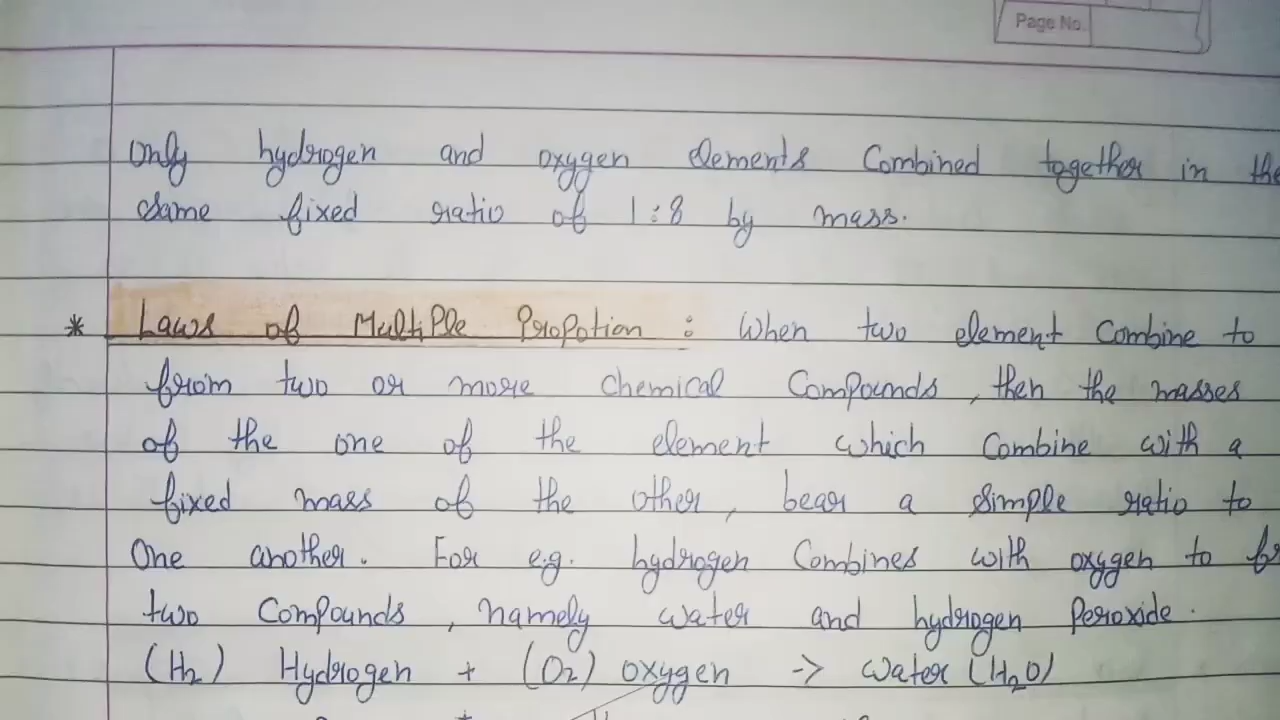 Page No.
Only hydrogen and oxygen elements Combined together in the
same fixed ratio of 1:8 by mass.
* Laws of Multiple Propotion : When two element Combine to
from two or more chemical Compounds, then the masses
of the one of the element which Combine with a
fixed mass of the other, bear a simple ratio to
One another. For e.g. hydrogen Combines with oxygen to
two Compounds, namely water and hydrogen Peroxide.
(H₂) Hydrogen + (O₂) oxygen -> water (H₂O)